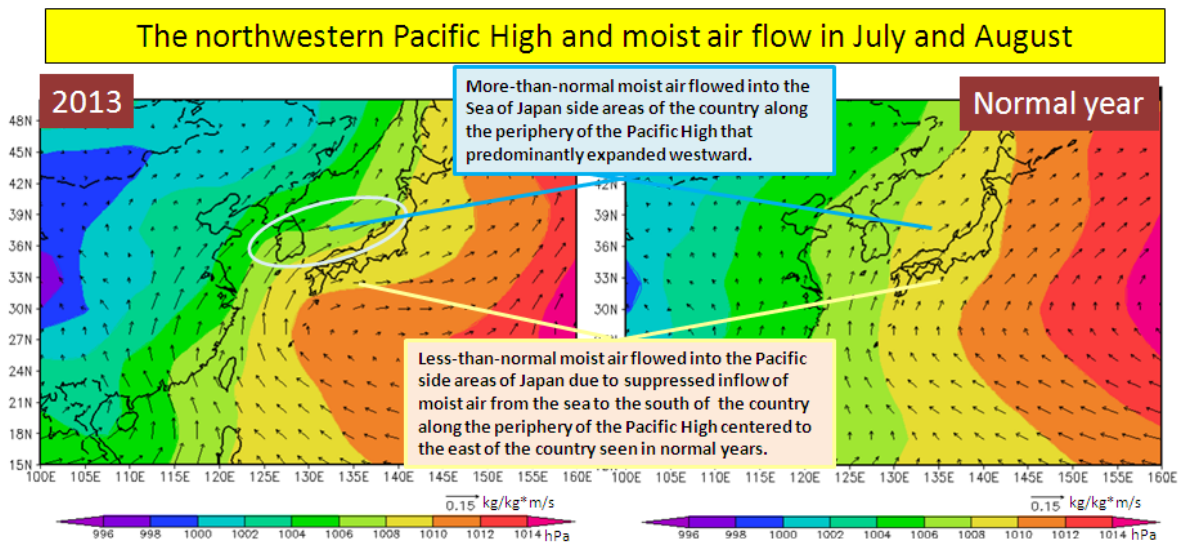 The northwestern Pacific High and moist air flow in July and August
2013
Normal year
More-than-normal moist air flowed into the
Sea of Japan side areas of the country along
the periphery of the Pacific High that
predominantly expanded westward.
Less-than-normal moist air flowed into the Pacific
side areas of Japan due to suppressed inflow of
moist air from the sea to the south of the country
along the periphery of the Pacific High centered to
the east of the country seen in normal years.
48N
45N
42N
39N
36N
33N
30N
27N
24N
21N
18N
15N
100E 105E 110E 115E 120E 125E 130E 135E 140E 145E 150E 155E 160E
42N
39N
36N
33N
30N
27N
100E 105E 110E 115E 120E 125E 130E 135E 140E 145E 150E 155E 160E
0.15 kg/kg*m/s
996 998 1000 1002 1004 1006 1008 1010 1012 1014 hPa
0.15 kg/kg*m/s
996 998 1000 1002 1004 1006 1008 1010 1012 1014 hPa